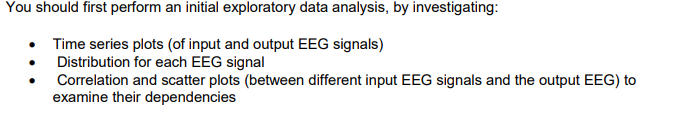 You should first perform an initial exploratory data analysis, by investigating:
• Time series plots (of input and output EEG signals)
• Distribution for each EEG signal
• Correlation and scatter plots (between different input EEG signals and the output EEG) to
examine their dependencies